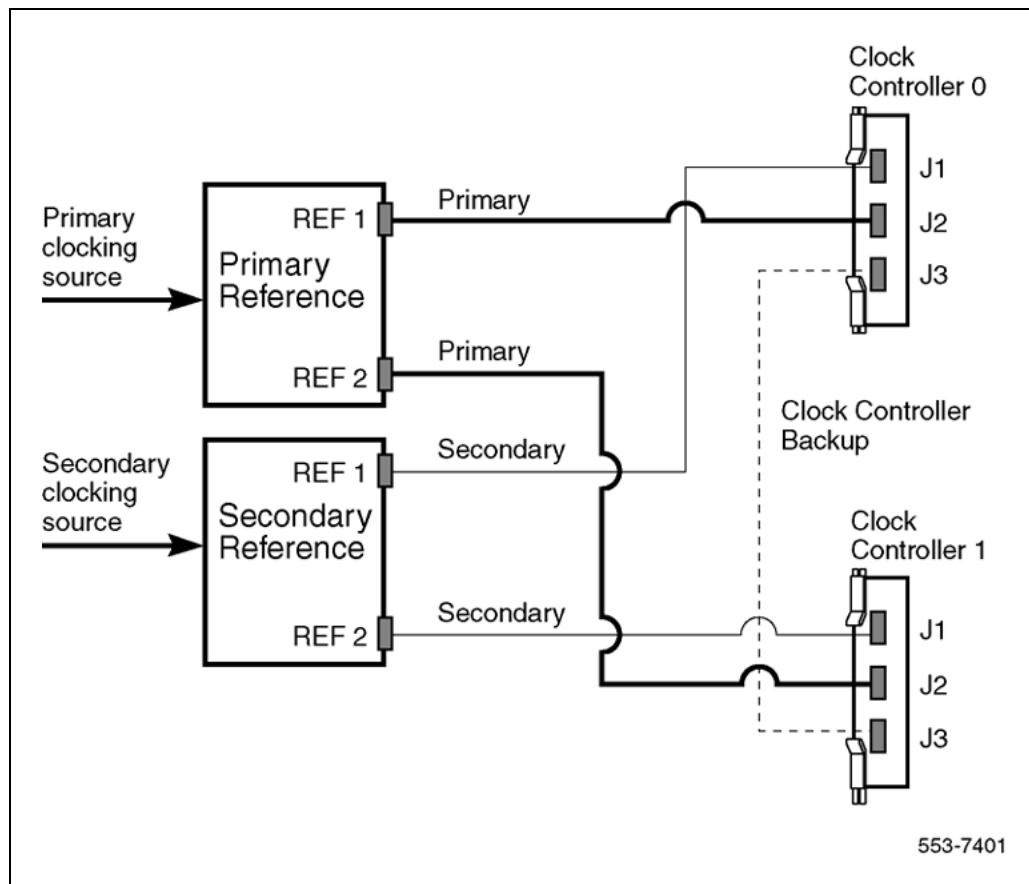 Clock
Controller 0
J1
J2
J3
Primary
clocking
source
REF 1
Primary
Reference
REF 2
Primary
Primary
Secondary
clocking
source
REF 1
Secondary
Reference
REF 2
Secondary
Secondary
Clock Controller
Backup
Clock
Controller 1
J1
J2
J3
553-7401